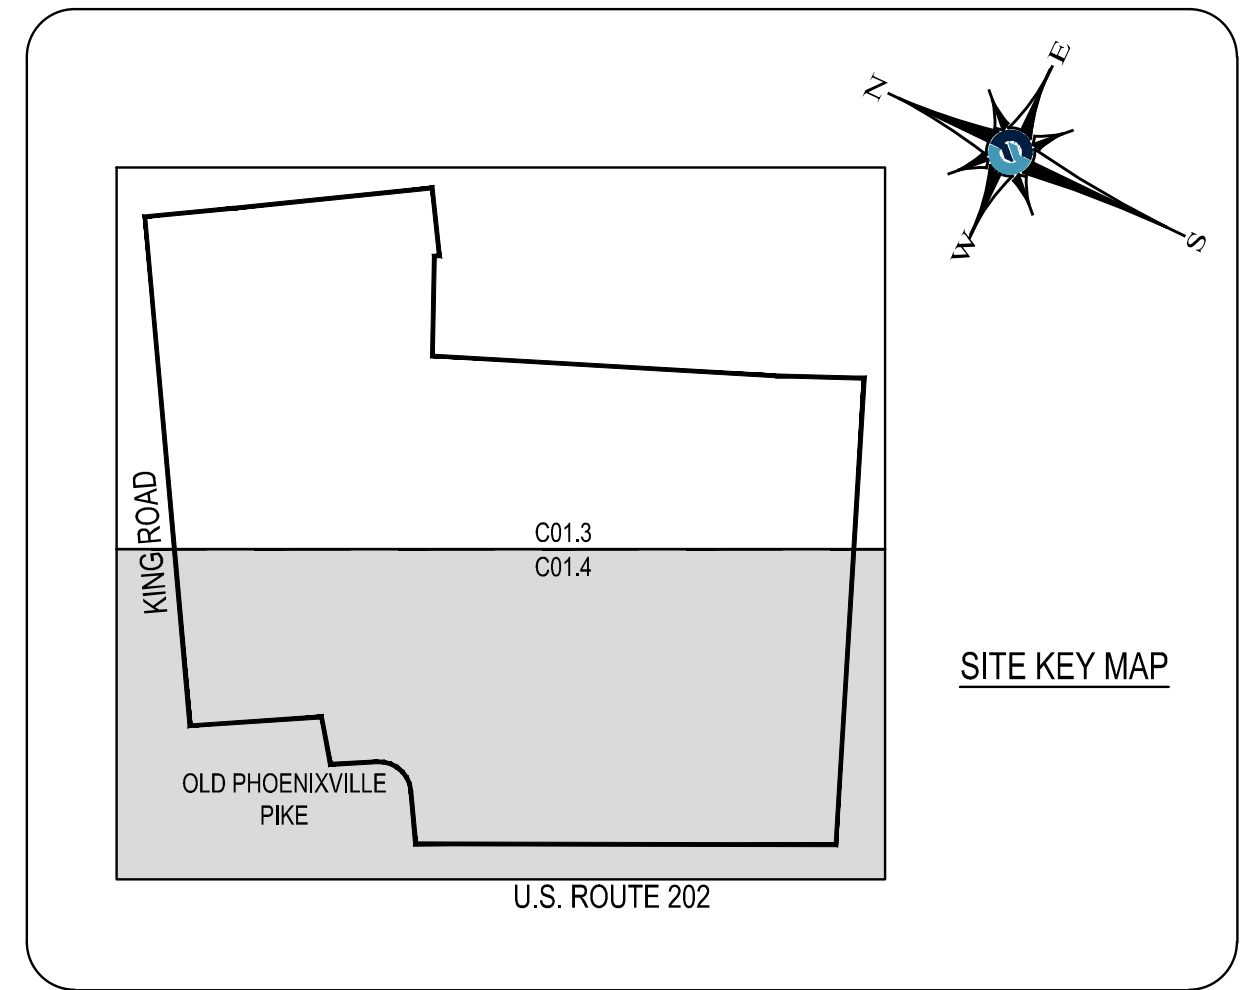 N
E
W
S
KING ROAD
C01.3
C01.4
SITE KEY MAP
OLD PHOENIXVILLE
PIKE
U.S. ROUTE 202